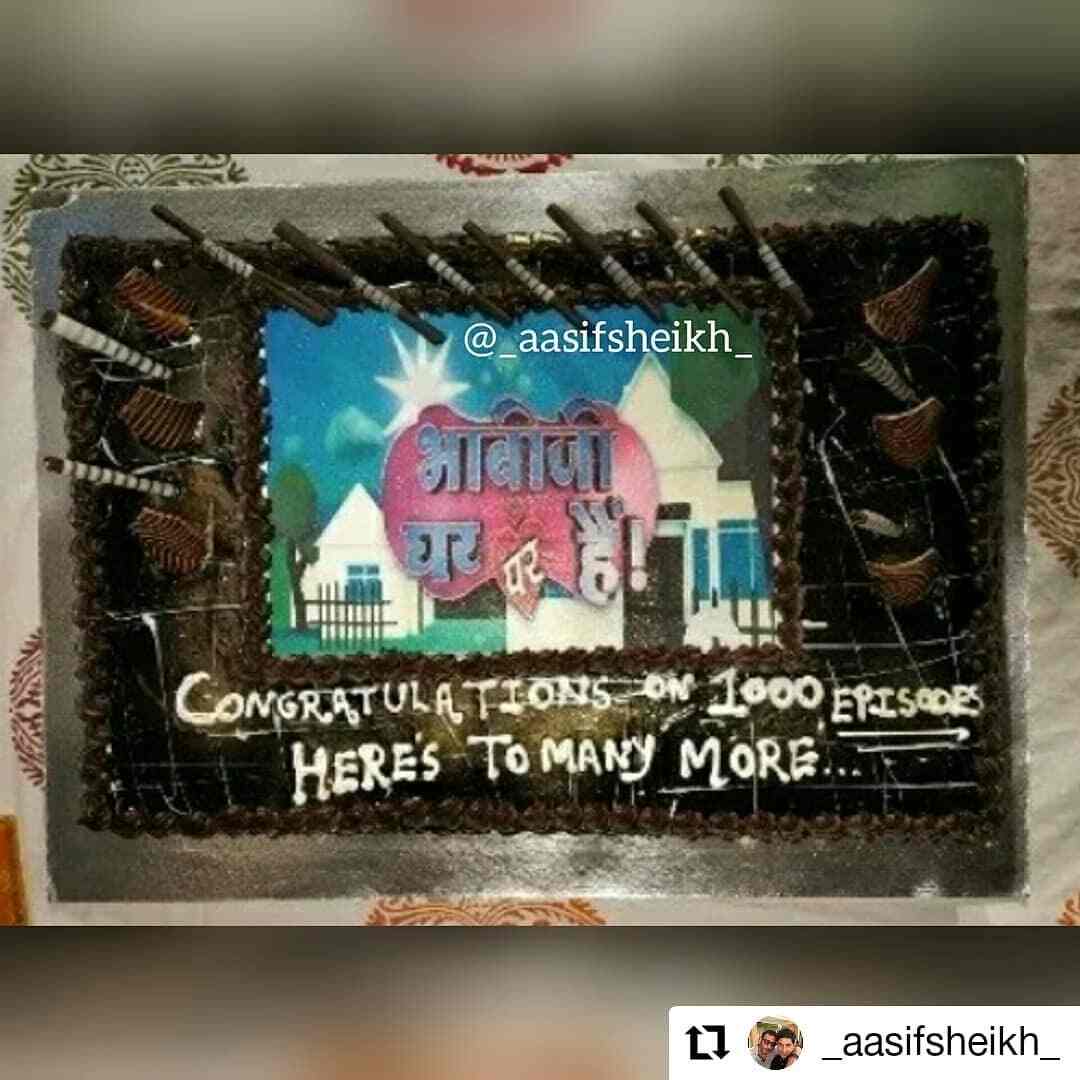 @_aasifsheikh_
भाबीजी
घर पर हैं!
CONGRATULATIONS ON 1000 EPISODES
HERE'S TO MANY MORE...
_aasifsheikh_